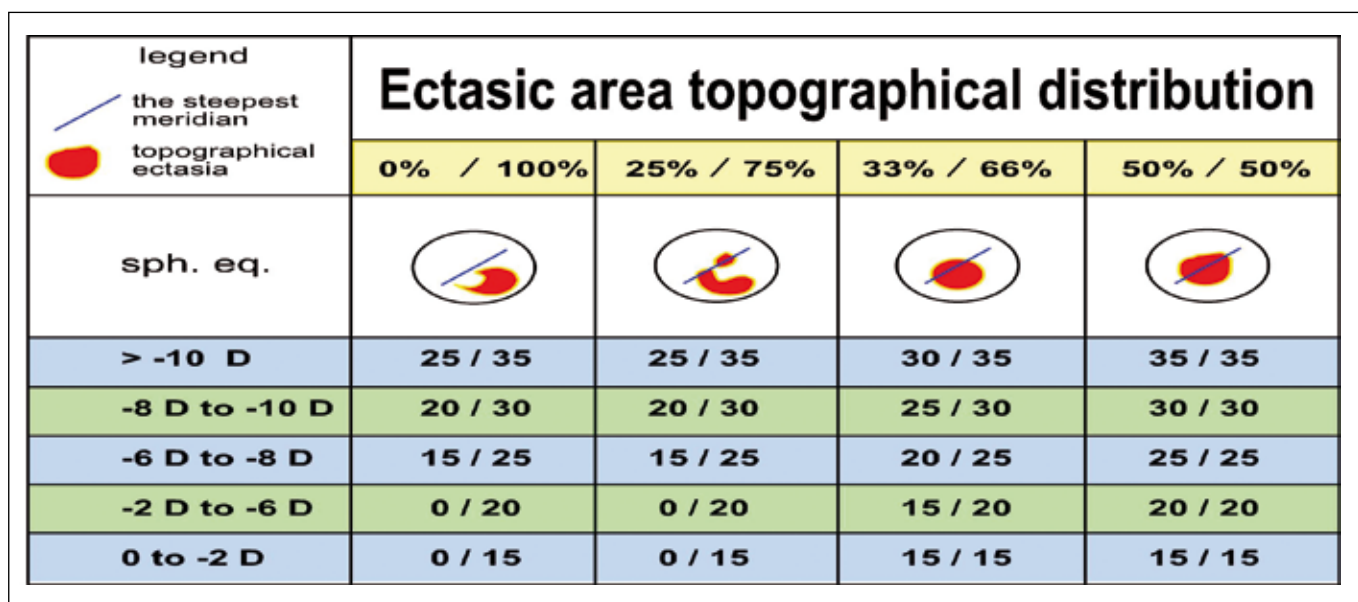 legend
the steepest
meridian
topographical
ectasia
Ectasic area topographical distribution
0% / 100%
25% / 75%
33% / 66%
50% / 50%
sph. eq.
> -10 D
25 / 35
25 / 35
30 / 35
35 / 35
-8 D to -10 D
20 / 30
20 / 30
25 / 30
30 / 30
-6 D to -8 D
15 / 25
15 / 25
20 / 25
25 / 25
-2 D to -6 D
0 / 20
0 / 20
15 / 20
20 / 20
0 to -2 D
0 / 15
0 / 15
15 / 15
15 / 15